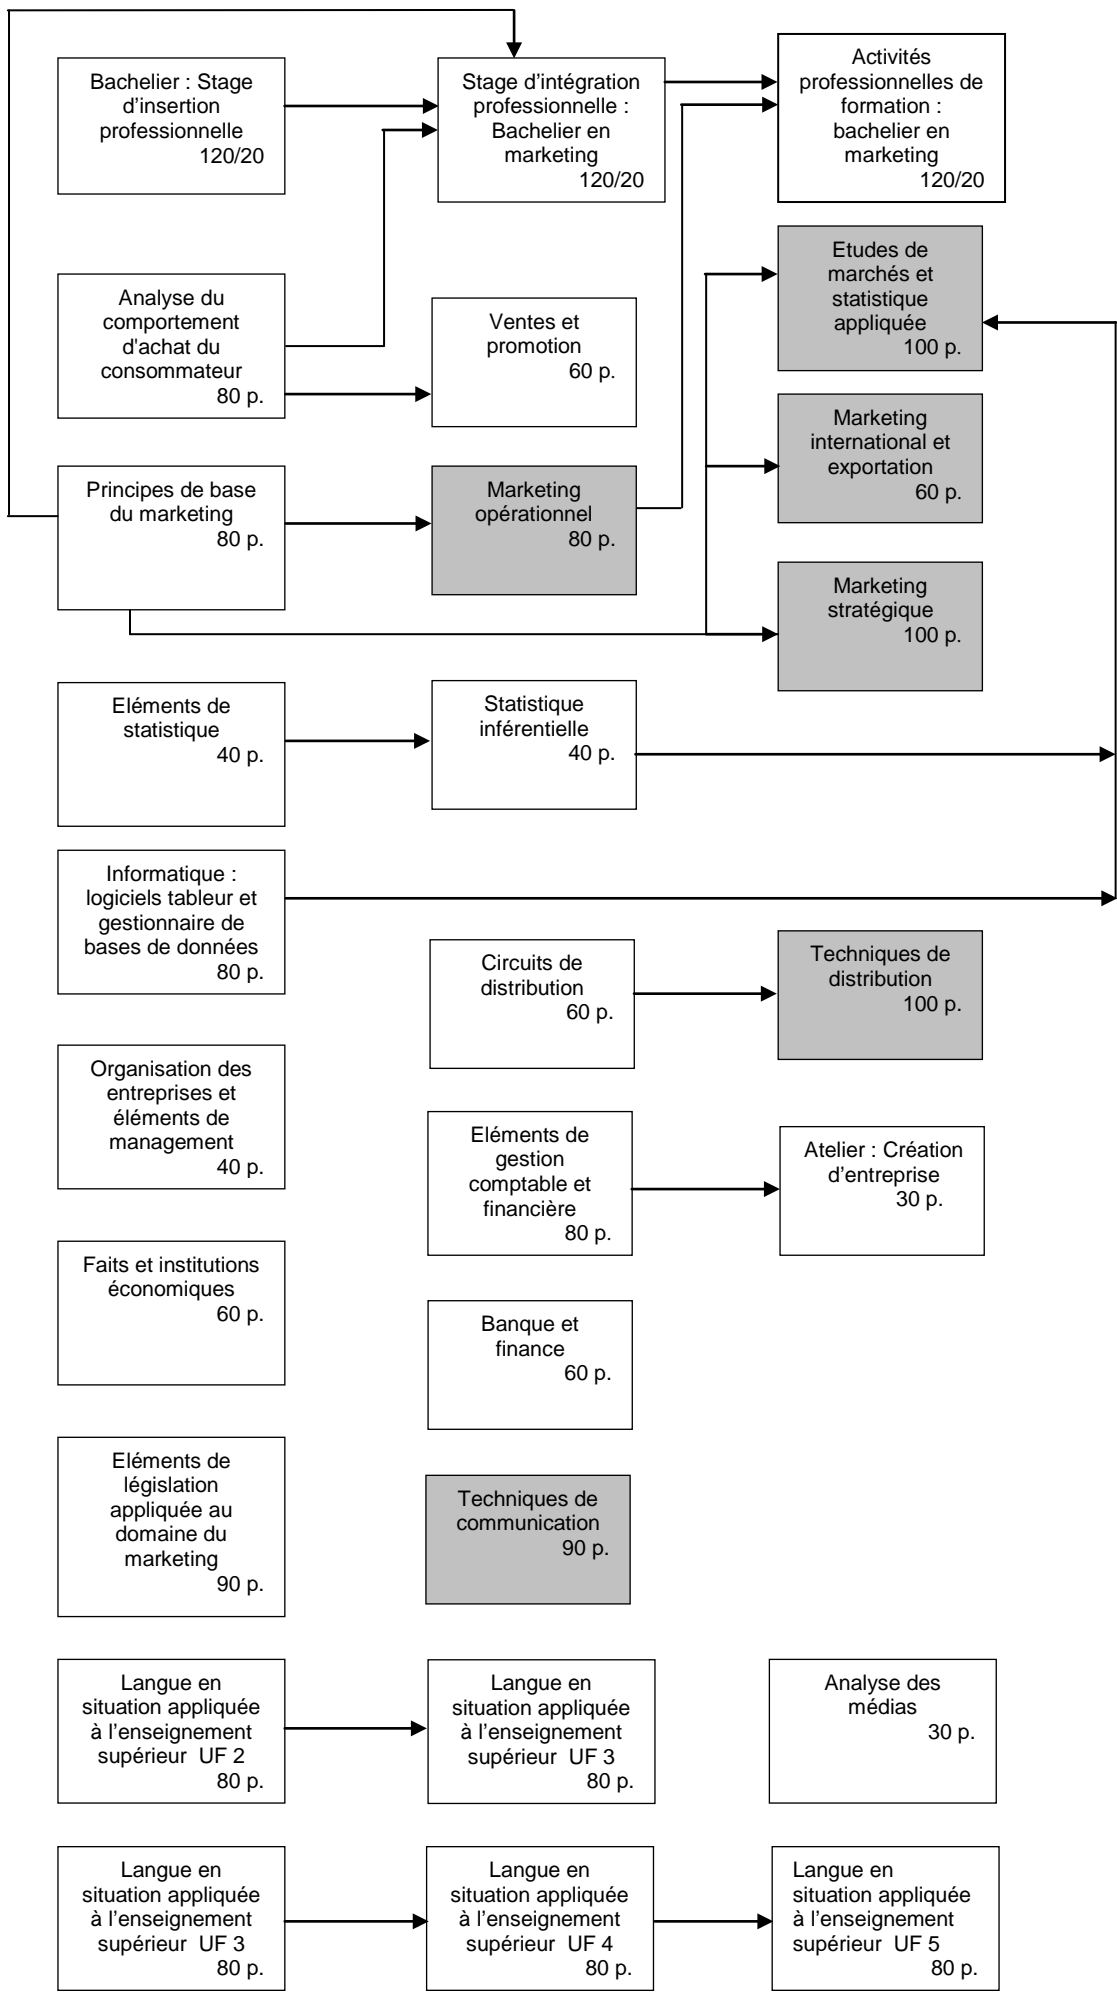 Bachelier : Stage
d'insertion
professionnelle
120/20
Stage d'intégration
professionnelle :
Bachelier en
marketing
120/20
Activités
professionnelles de
formation :
bachelier en
marketing
120/20
Analyse du
comportement
d'achat du
consommateur
80 p.
Ventes et
promotion
60 p.
Etudes de
marchés et
statistique
appliquée
100 p.
Marketing
international et
exportation
60 p.
Principes de base
du marketing
80 p.
Marketing
opérationnel
80 p.
Marketing
stratégique
100 p.
Eléments de
statistique
40 p.
Statistique
inférentielle
40 p.
Informatique :
logiciels tableur et
gestionnaire de
bases de données
80 p.
Circuits de
distribution
60 p.
Techniques de
distribution
100 p.
Organisation des
entreprises et
éléments de
management
40 p.
Eléments de
gestion
comptable et
financière
80 p.
Atelier : Création
d'entreprise
30 p.
Faits et institutions
économiques
60 p.
Banque et
finance
60 p.
Eléments de
législation
appliquée au
domaine du
marketing
90 p.
Techniques de
communication
90 p.
Langue en
situation appliquée
à l'enseignement
supérieur UF 2
80 p.
Langue en
situation appliquée
à l'enseignement
supérieur UF 3
80 p.
Analyse des
médias
30 p.
Langue en
situation appliquée
à l'enseignement
supérieur UF 3
80 p.
Langue en
situation appliquée
à l'enseignement
supérieur UF 4
80 p.
Langue en
situation appliquée
à l'enseignement
supérieur UF 5
80 p.